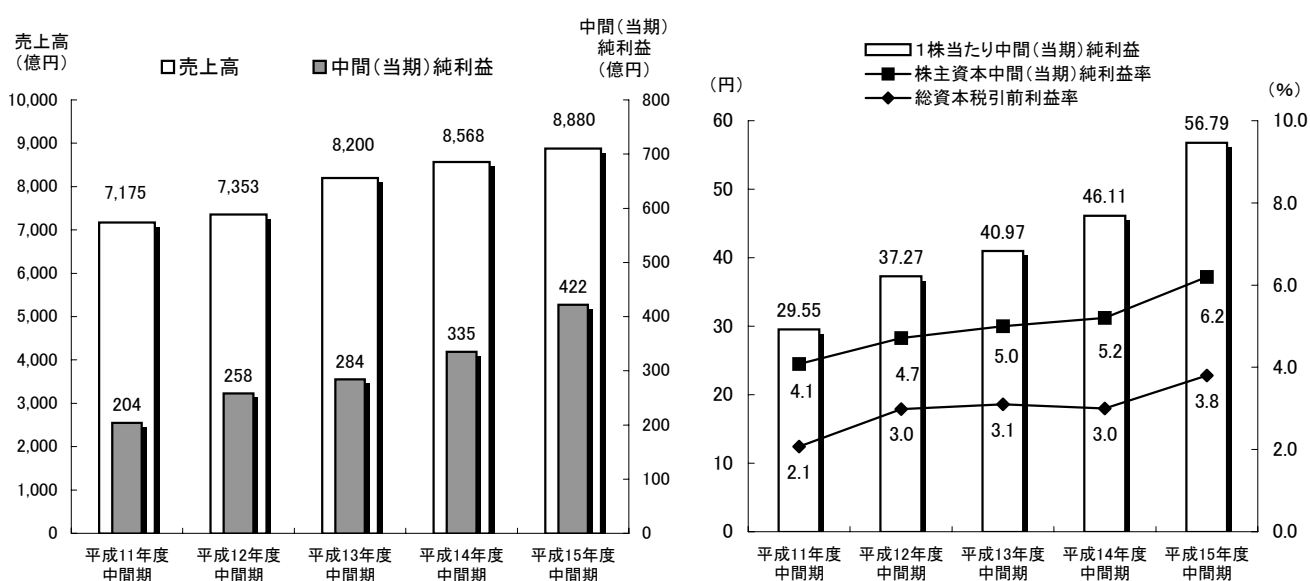 売上高
(億円)
中間(当期)
純利益
(億円)
売上高
中間(当期)純利益
10,000
9,000
8,000
7,000
6,000
5,000
4,000
3,000
2,000
1,000
0
800
700
600
500
400
300
200
100
0
7,175
7,353
8,200
8,568
8,880
204
258
284
335
422
平成11年度
中間期
平成12年度
中間期
平成13年度
中間期
平成14年度
中間期
平成15年度
中間期
1株当たり中間(当期)純利益
株主資本中間(当期)純利益率
総資本税引前利益率
(円)
(%)
60
50
40
30
20
10
0
10.0
8.0
6.0
4.0
2.0
0.0
29.55
37.27
40.97
46.11
56.79
4.1
4.7
5.0
5.2
6.2
2.1
3.0
3.1
3.0
3.8
平成11年度
中間期
平成12年度
中間期
平成13年度
中間期
平成14年度
中間期
平成15年度
中間期